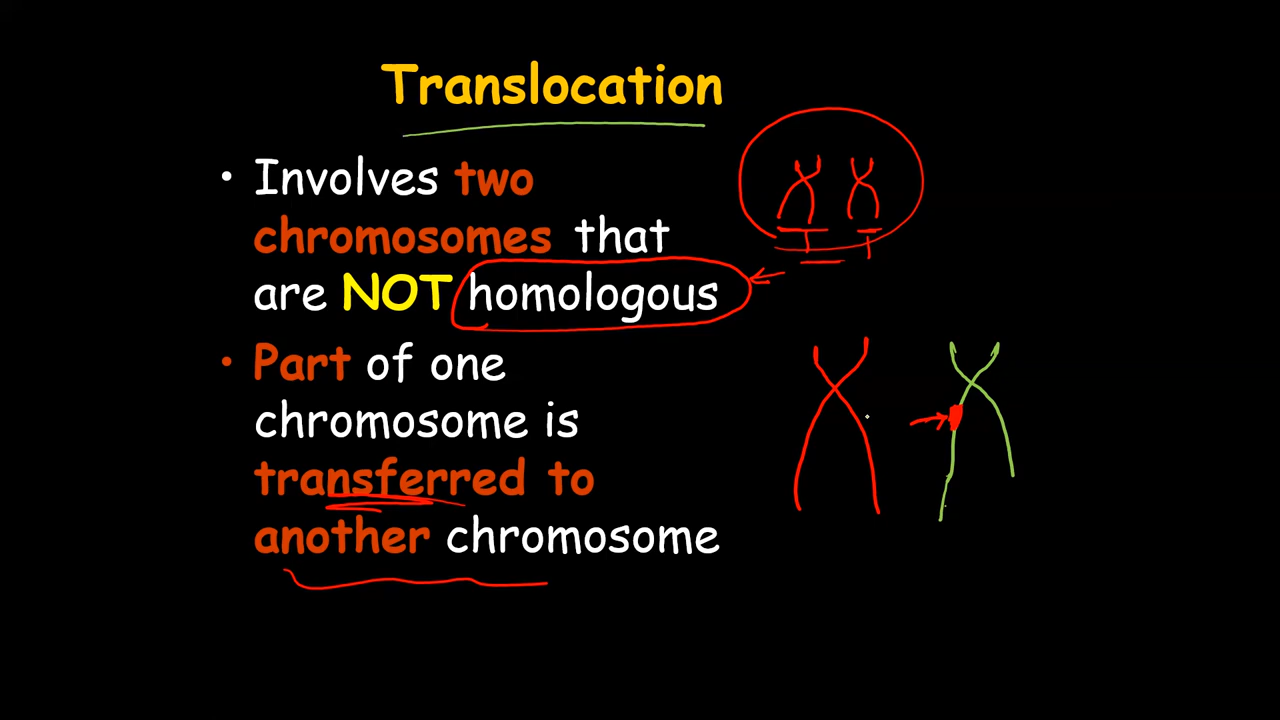 Translocation
• Involves two
chromosomes that
are NOT homologous
• Part of one
chromosome is
transferred to
another chromosome